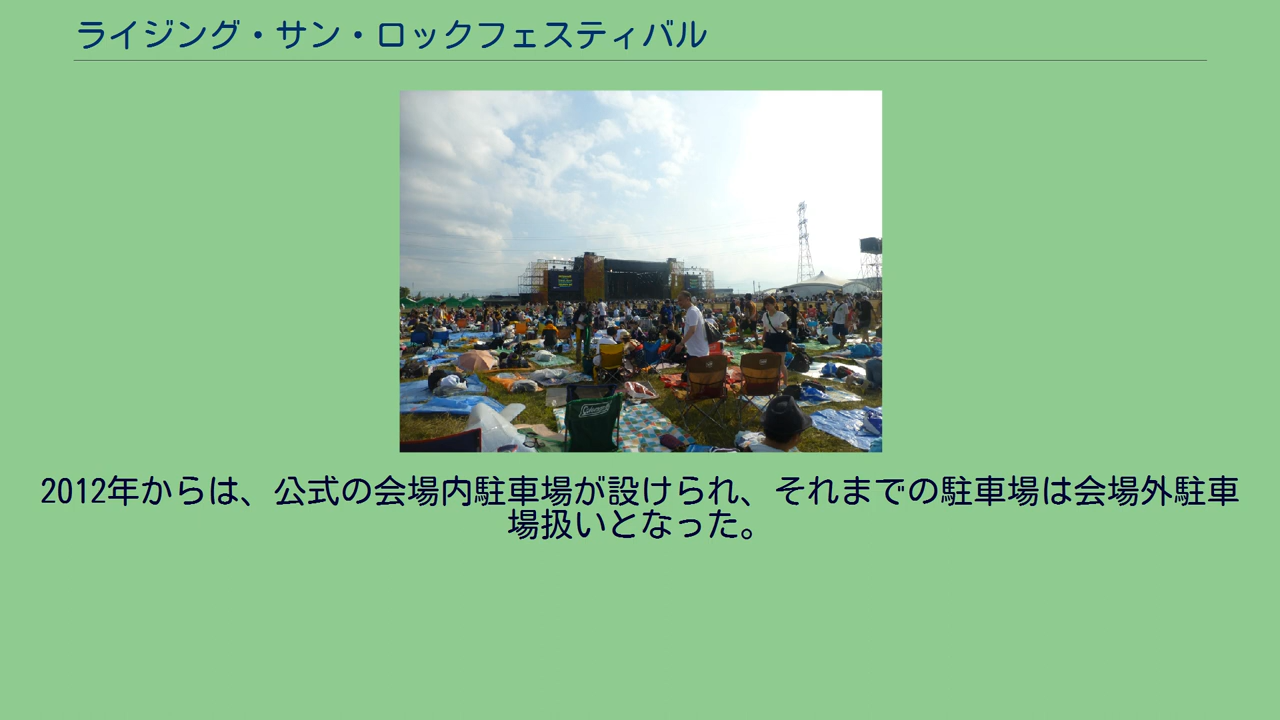 ライジング・サン・ロックフェスティバル
Coleman
2012年からは、公式の会場内駐車場が設けられ、それまでの駐車場は会場外駐車
場扱いとなった。